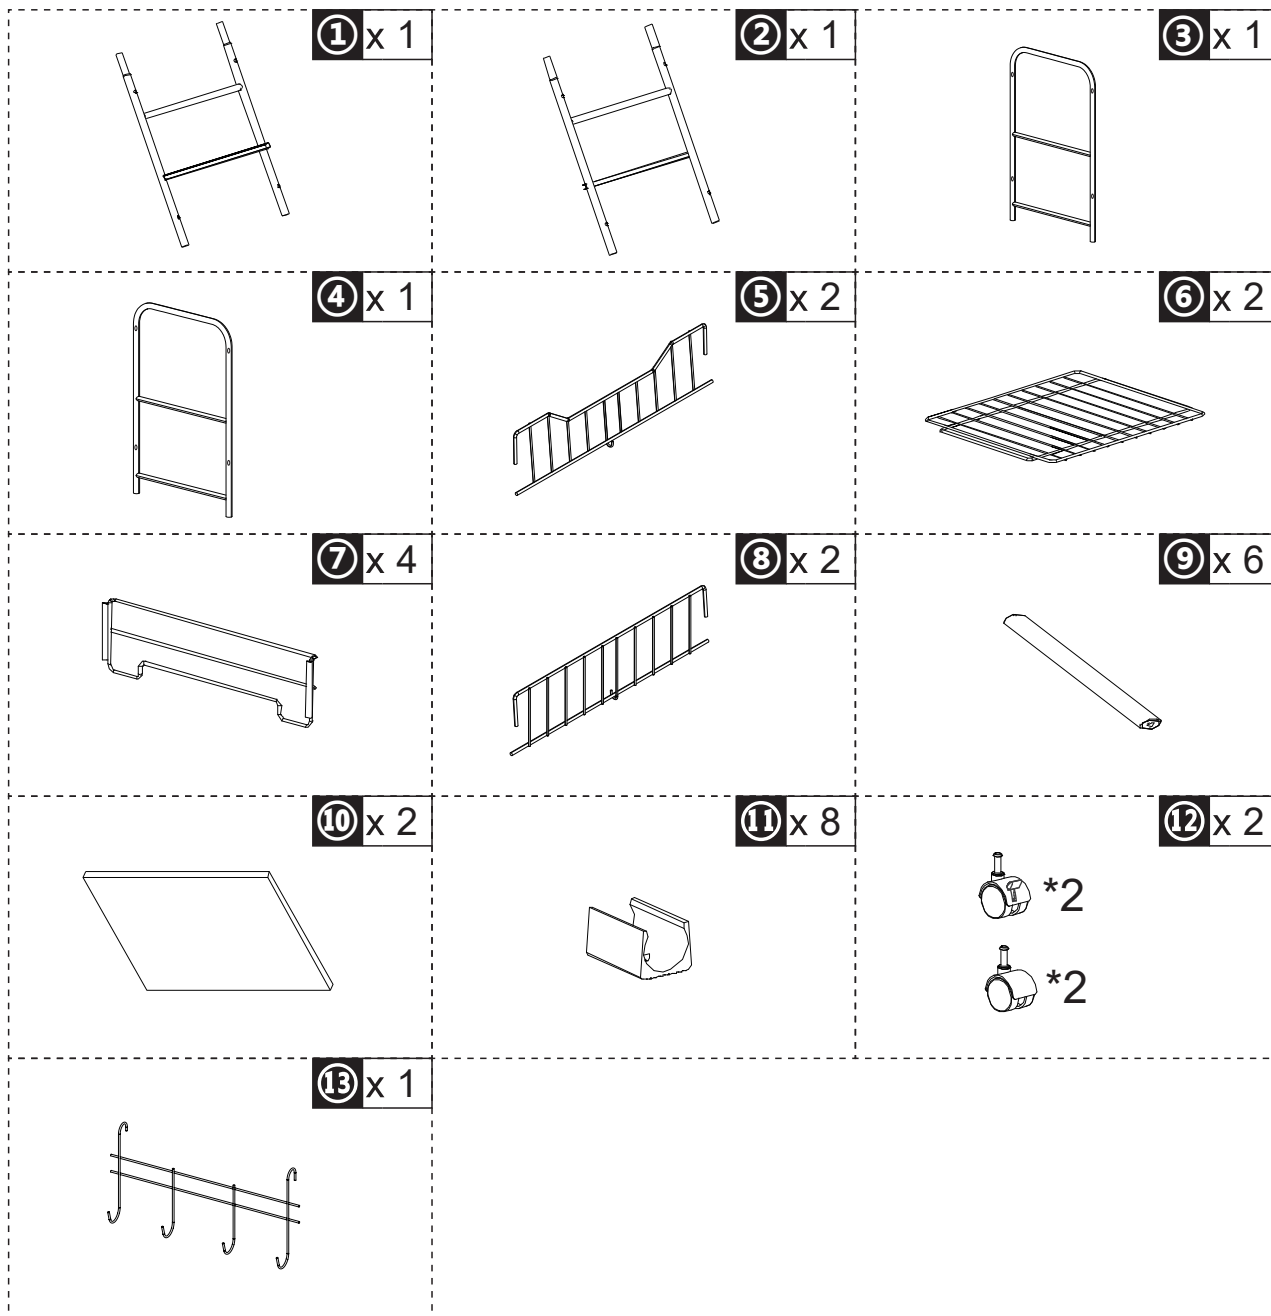 ① x 1
② x 1
③ x 1
④ x 1
⑤ x 2
⑥ x 2
⑦ x 4
⑧ x 2
⑨ x 6
⑩ x 2
⑪ x 8
⑫ x 2
*2
*2
⑬ x 1